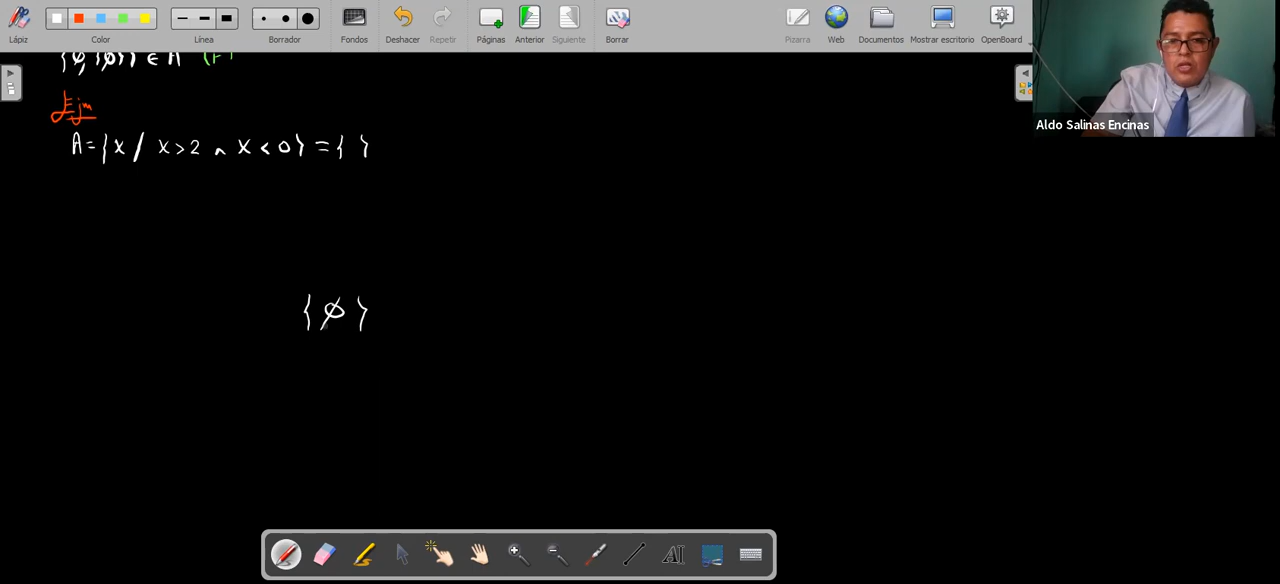 Lápiz Color Línea Borrador Fondos Deshacer Repetir Páginas Anterior Siguiente Borrar Pizarra Web Documentos Mostrar escritorio OpenBoard
Aldo Salinas Encinas
Ejm
A={x / x>2 ∧ x<0}={ }
{ϕ}
AI